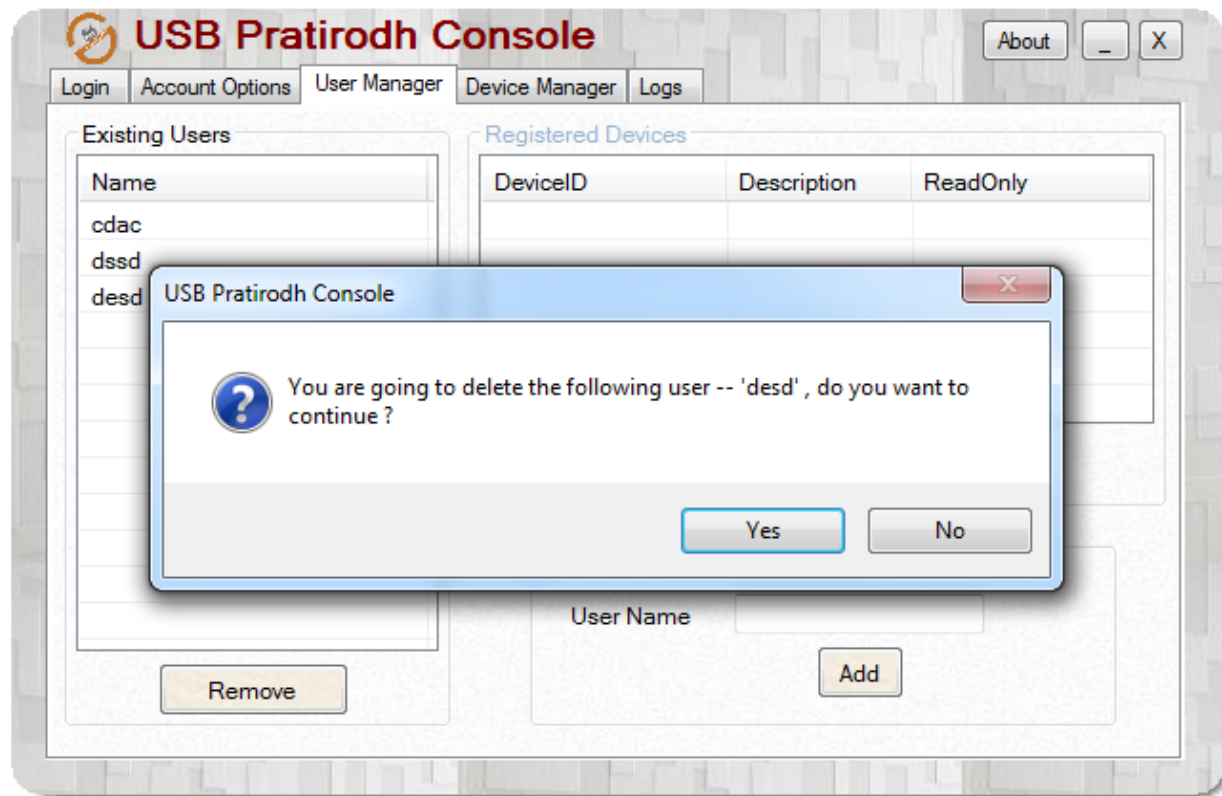 USB Pratirodh Console
About _ X
Login Account Options User Manager Device Manager Logs
Existing Users
Registered Devices
Name
DeviceID Description ReadOnly
cdac
dssd
desd
USB Pratirodh Console
You are going to delete the following user -- 'desd' , do you want to
continue ?
Yes No
User Name
Add
Remove